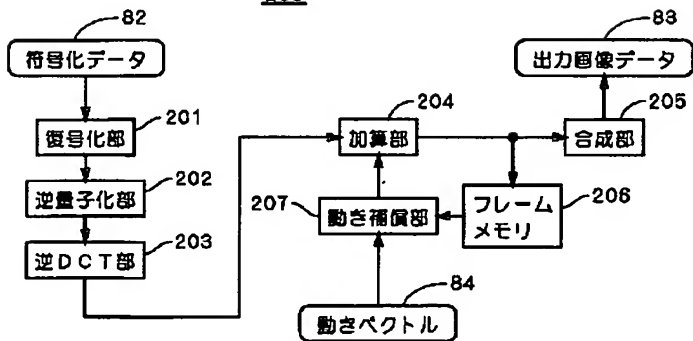 82
符号化データ
201
復号化部
202
逆量子化部
203
逆DCT部
204
加算部
207
動き補償部
206
フレーム
メモリ
205
合成部
83
出力画像データ
84
動きベクトル